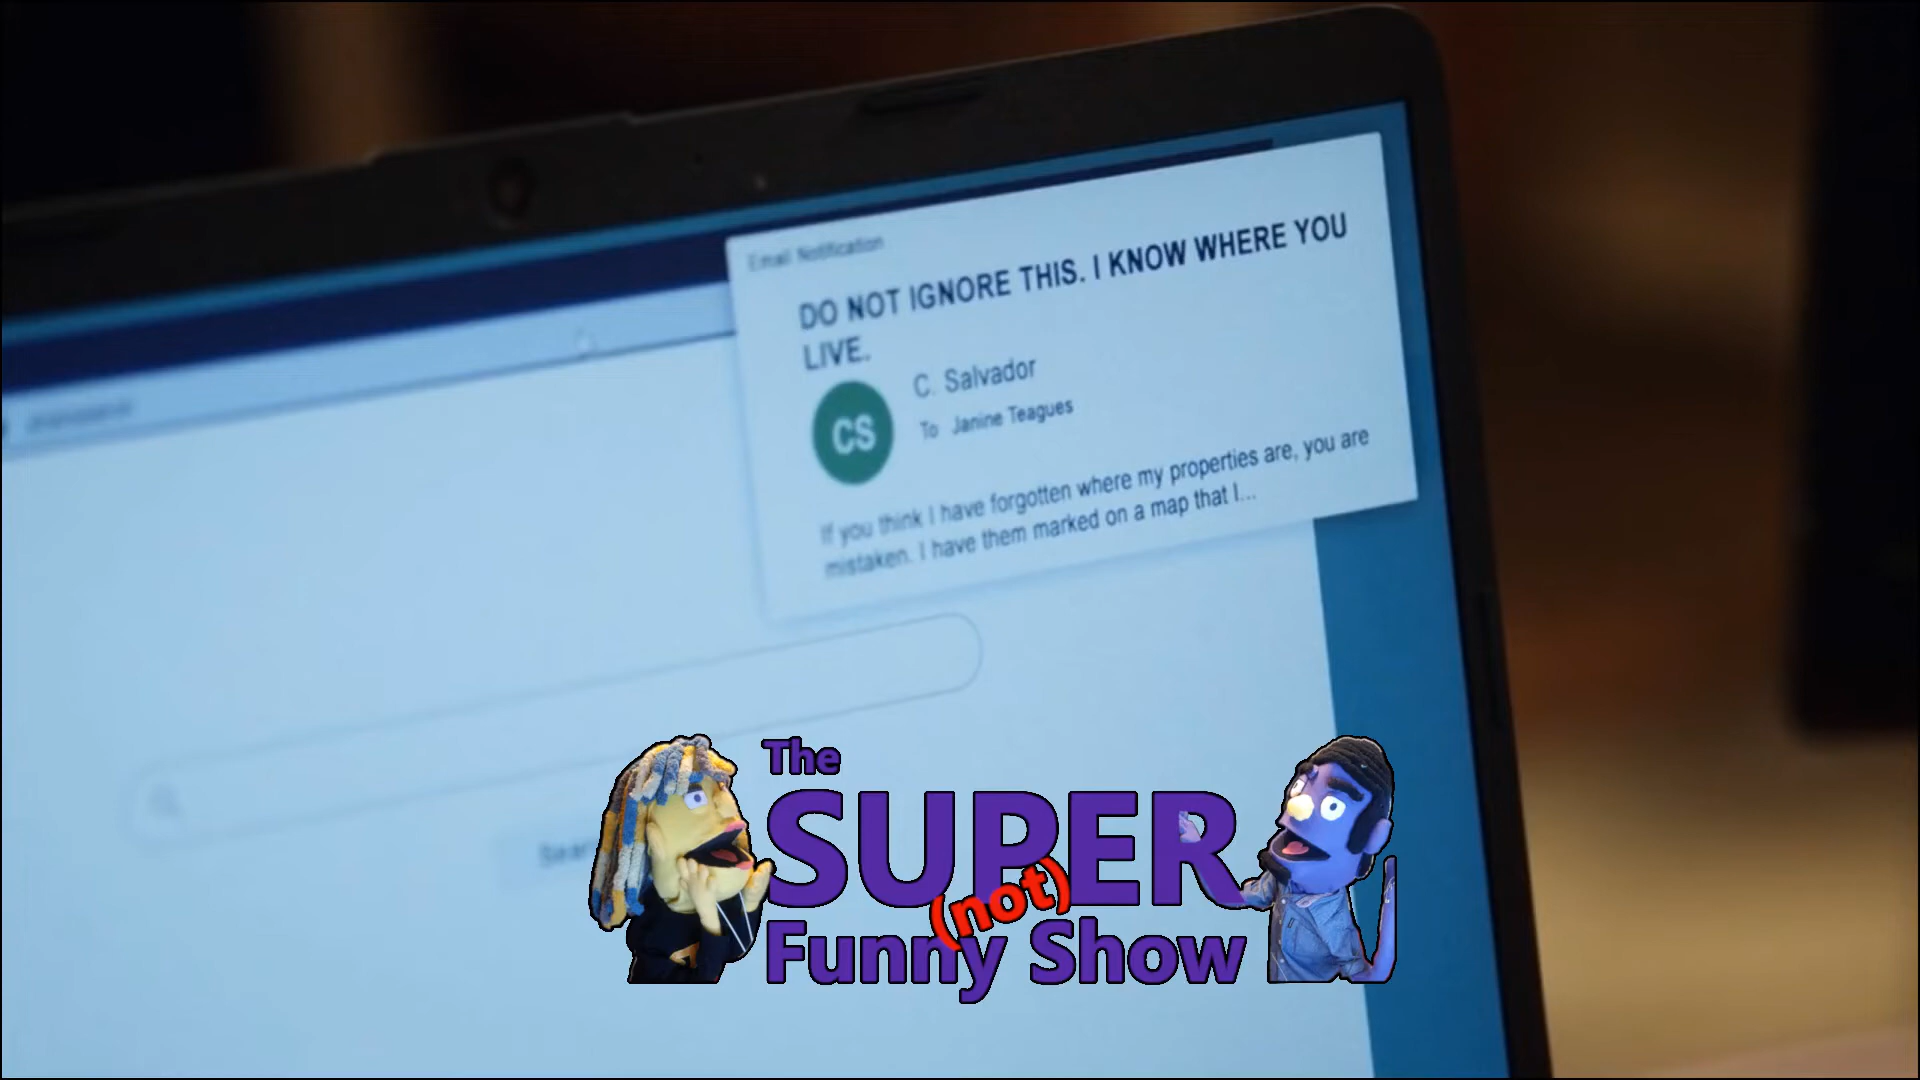 Email Notification
DO NOT IGNORE THIS. I KNOW WHERE YOU
LIVE.
CS
C. Salvador
To Janine Teagues
If you think I have forgotten where my properties are, you are
mistaken. I have them marked on a map that I...
The
SUPER
(not)
Funny Show